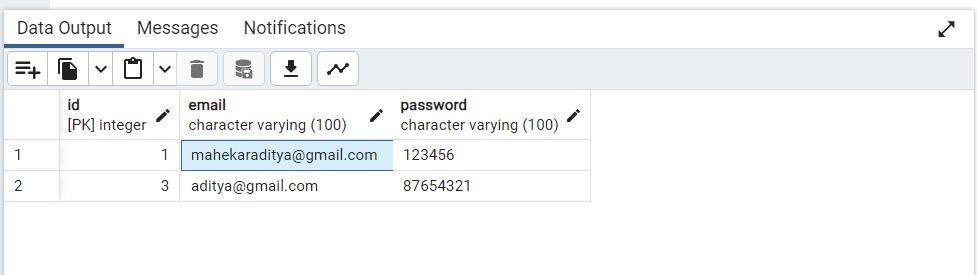 Data Output Messages Notifications
id email password
[PK] integer character varying (100) character varying (100)
1 1 mahekaraditya@gmail.com 123456
2 3 aditya@gmail.com 87654321